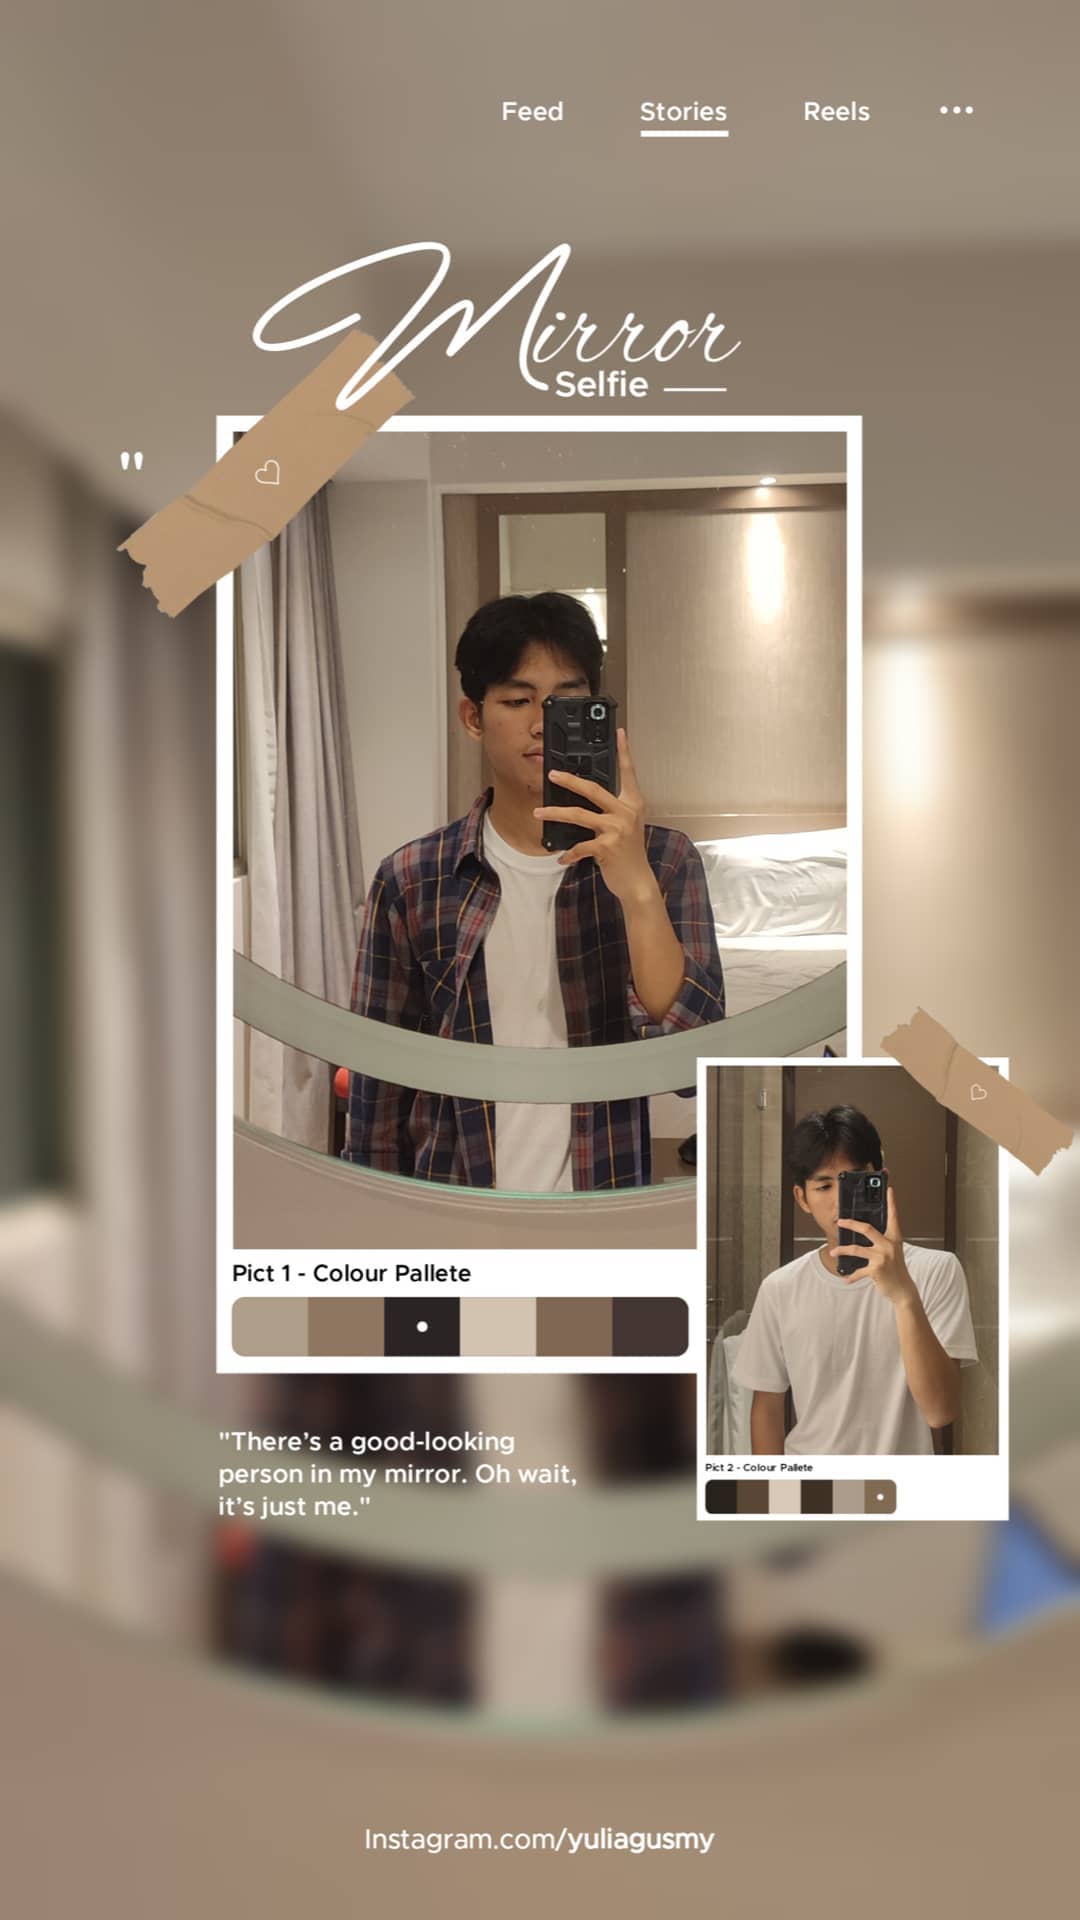 Feed Stories Reels •••
Mirror
Selfie
"
Pict 1 - Colour Pallete
Pict 2 - Colour Pallete
"There's a good-looking
person in my mirror. Oh wait,
it's just me."
Instagram.com/yuliagusmy